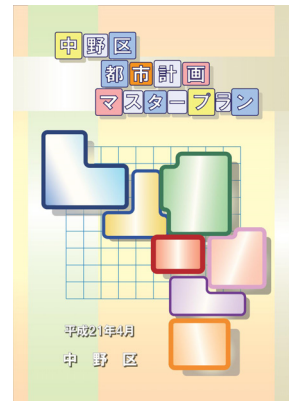 中野区
都市計画
マスタープラン
平成21年4月
中 野 区